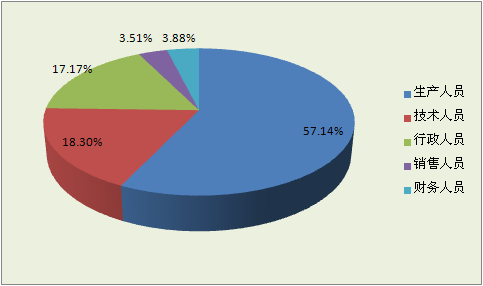 3.51%
3.88%
17.17%
18.30%
57.14%
生产人员
技术人员
行政人员
销售人员
财务人员